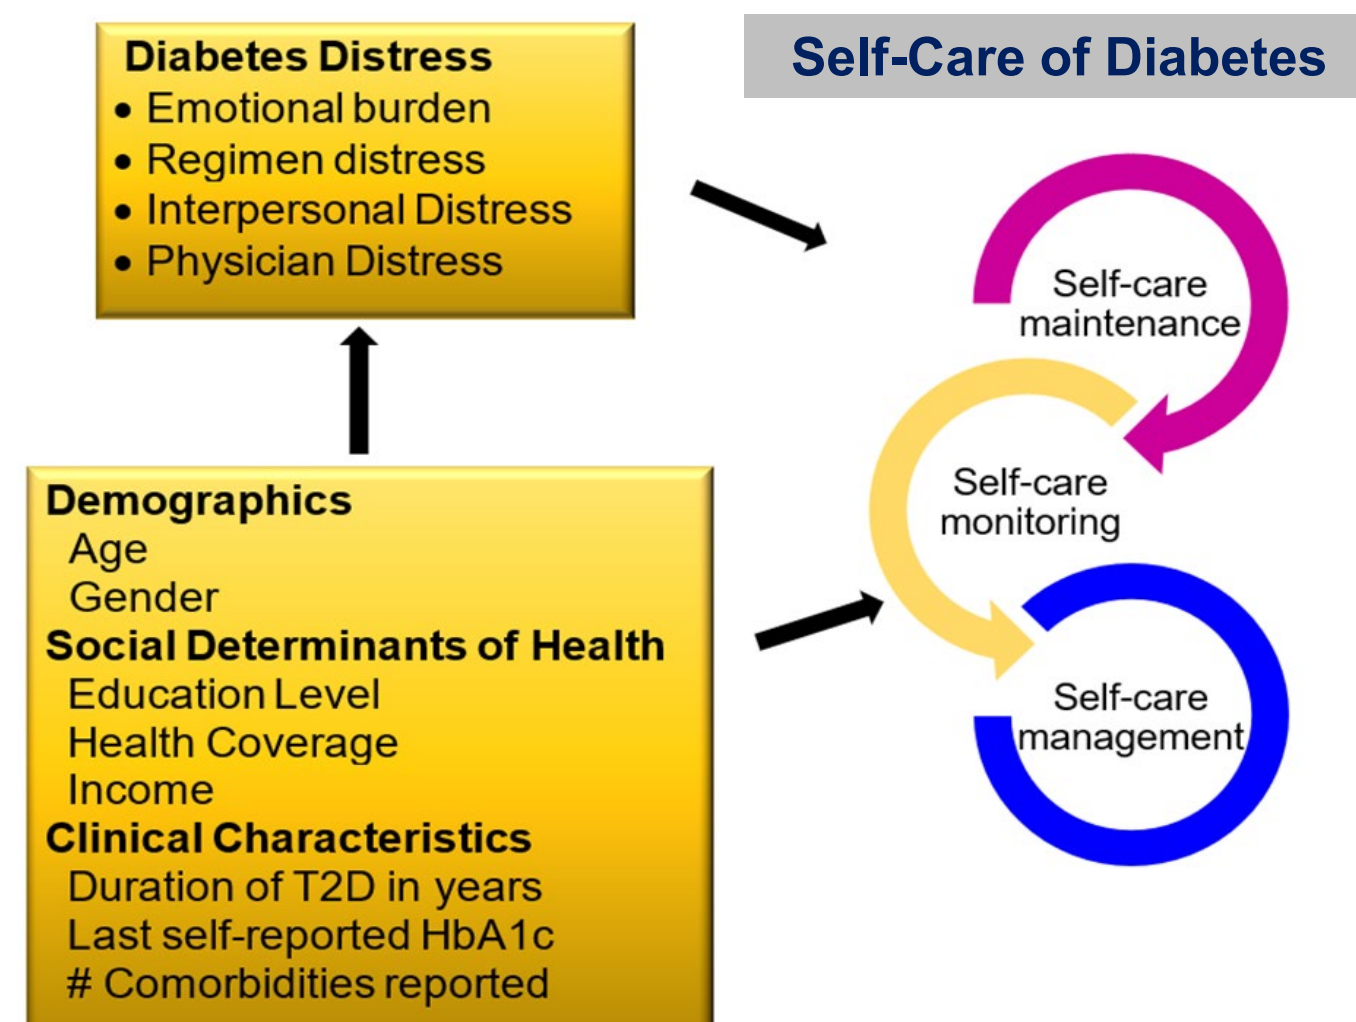 Self-Care of Diabetes
Diabetes Distress
• Emotional burden
• Regimen distress
• Interpersonal Distress
• Physician Distress
Demographics
Age
Gender
Social Determinants of Health
Education Level
Health Coverage
Income
Clinical Characteristics
Duration of T2D in years
Last self-reported HbA1c
# Comorbidities reported
Self-care
maintenance
Self-care
monitoring
Self-care
management